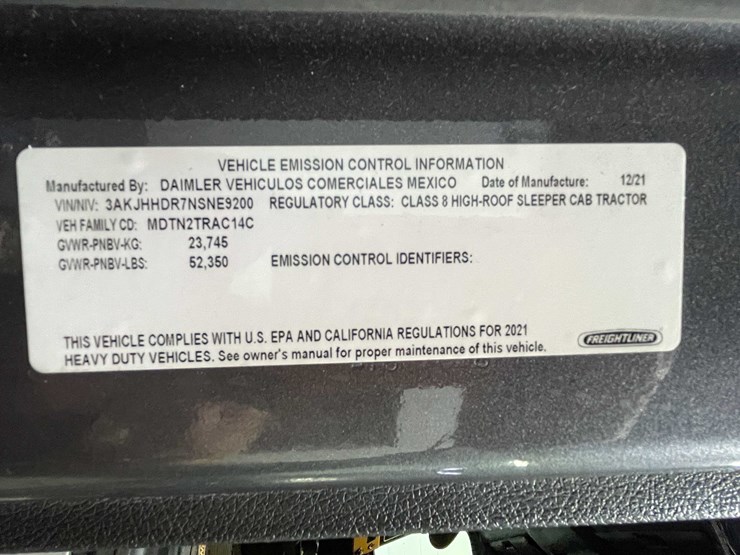 VEHICLE EMISSION CONTROL INFORMATION
Manufactured By: DAIMLER VEHICULOS COMERCIALES MEXICO Date of Manufacture: 12/21
VIN/NIV: 3AKJHHDR7NSNE9200 REGULATORY CLASS: CLASS 8 HIGH-ROOF SLEEPER CAB TRACTOR
VEH FAMILY CD: MDTN2TRAC14C
GVWR-PNBV-KG: 23,745
GVWR-PNBV-LBS: 52,350 EMISSION CONTROL IDENTIFIERS:
THIS VEHICLE COMPLIES WITH U.S. EPA AND CALIFORNIA REGULATIONS FOR 2021
HEAVY DUTY VEHICLES. See owner's manual for proper maintenance of this vehicle.
FREIGHTLINER